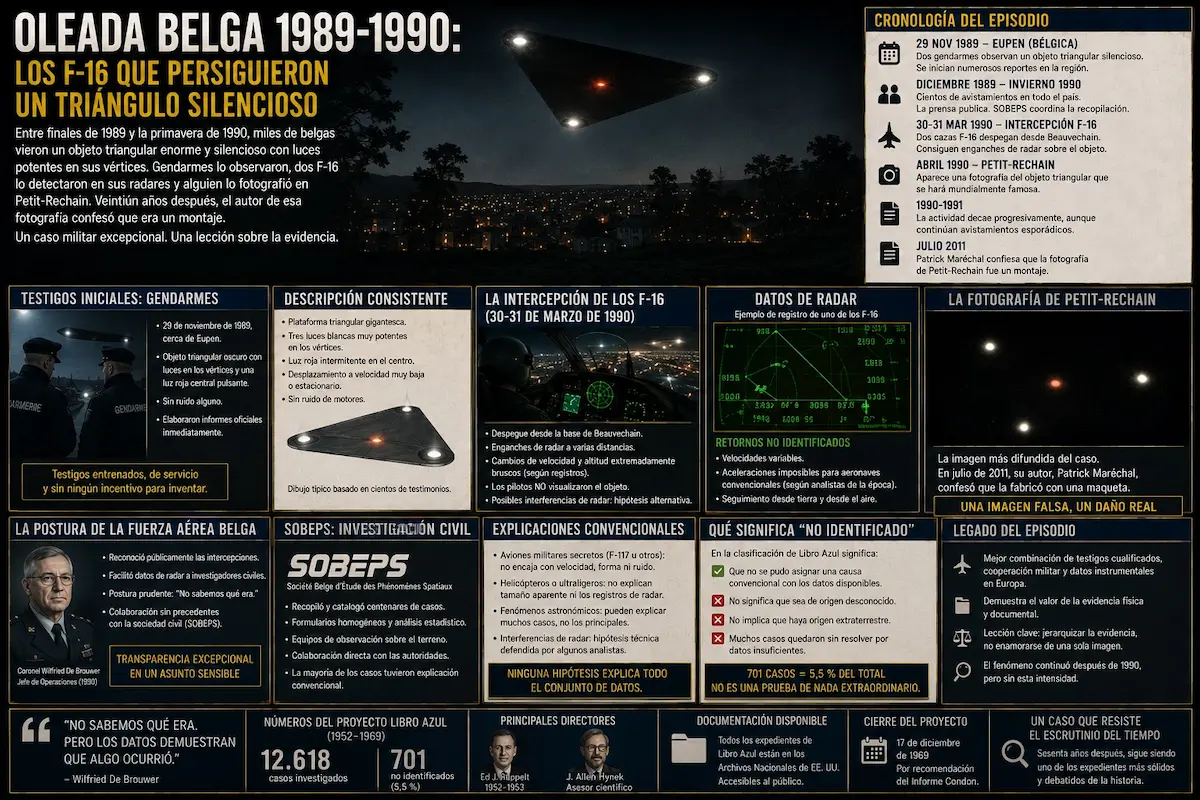 OLEADA BELGA 1989-1990:
LOS F-16 QUE PERSIGUIERON
UN TRIÁNGULO SILENCIOSO
Entre finales de 1989 y la primavera de 1990, miles de belgas
vieron un objeto triangular enorme y silencioso con luces
potentes en sus vértices. Gendarmes lo observaron, dos F-16
lo detectaron en sus radares y alguien lo fotografió en
Petit-Rechain. Veintiún años después, el autor de esa
fotografía confesó que era un montaje.
Un caso militar excepcional. Una lección sobre la evidencia.
CRONOLOGÍA DEL EPISODIO
29 NOV 1989 – EUPEN (BÉLGICA)
Dos gendarmes observan un objeto triangular silencioso.
Se inician numerosos reportes en la región.
DICIEMBRE 1989 – INVIERNO 1990
Cientos de avistamientos en todo el país.
La prensa publica. SOBEPS coordina la recopilación.
30-31 MAR 1990 – INTERCEPCIÓN F-16
Dos cazas F-16 despegan desde Beauvechain.
Consiguen enganches de radar sobre el objeto.
ABRIL 1990 – PETIT-RECHAIN
Aparece una fotografía del objeto triangular que
se hará mundialmente famosa.
1990-1991
La actividad decae progresivamente, aunque
continúan avistamientos esporádicos.
JULIO 2011
Patrick Maréchal confiesa que la fotografía
de Petit-Rechain fue un montaje.
TESTIGOS INICIALES: GENDARMES
• 29 de noviembre de 1989,
cerca de Eupen.
• Objeto triangular oscuro con
luces en los vértices y una
luz roja central pulsante.
• Sin ruido alguno.
• Elaboraron informes oficiales
inmediatamente.
GENDARME
Testigos entrenados, de servicio
y sin ningún incentivo para inventar.
DESCRIPCIÓN CONSISTENTE
• Plataforma triangular gigantesca.
• Tres luces blancas muy potentes
en los vértices.
• Luz roja intermitente en el centro.
• Desplazamiento a velocidad muy baja
o estacionario.
• Sin ruido de motores.
Dibujo típico basado en cientos de testimonios.
LA INTERCEPCIÓN DE LOS F-16
(30-31 DE MARZO DE 1990)
• Despegue desde la base de Beauvechain.
• Enganches de radar a varias distancias.
• Cambios de velocidad y altitud extremadamente
bruscos (según registros).
• Los pilotos NO visualizaron el objeto.
• Posibles interferencias de radar: hipótesis alternativa.
DATOS DE RADAR
Ejemplo de registro de uno de los F-16
RETORNOS NO IDENTIFICADOS
• Velocidades variables.
• Aceleraciones imposibles para aeronaves
convencionales (según analistas de la época).
• Seguimiento desde tierra y desde el aire.
LA FOTOGRAFÍA DE PETIT-RECHAIN
La imagen más difundida del caso.
En julio de 2011, su autor, Patrick Maréchal,
confesó que la fabricó con una maqueta.
UNA IMAGEN FALSA, UN DAÑO REAL
LA POSTURA DE LA FUERZA AÉREA BELGA
• Reconoció públicamente las intercepciones.
• Facilitó datos de radar a investigadores civiles.
• Postura prudente: "No sabemos qué era."
• Colaboración sin precedentes
con la sociedad civil (SOBEPS).
Coronel Wilfried De Brouwer
Jefe de Operaciones (1990)
TRANSPARENCIA EXCEPCIONAL
EN UN ASUNTO SENSIBLE
SOBEPS: INVESTIGACIÓN CIVIL
SOBEPS
Société Belge d'Étude des Phénomènes Spatiaux
• Recopiló y catalogó centenares de casos.
• Formularios homogéneos y análisis estadístico.
• Equipos de observación sobre el terreno.
• Colaboración directa con las autoridades.
• La mayoría de los casos tuvieron explicación
convencional.
EXPLICACIONES CONVENCIONALES
• Aviones militares secretos (F-117 u otros):
no encaja con velocidad, forma ni ruido.
• Helicópteros o ultraligeros: no explican
tamaño aparente ni los registros de radar.
• Fenómenos astronómicos: pueden explicar
muchos casos, no los principales.
• Interferencias de radar: hipótesis técnica
defendida por algunos analistas.
NINGUNA HIPÓTESIS EXPLICA TODO
EL CONJUNTO DE DATOS.
QUÉ SIGNIFICA "NO IDENTIFICADO"
En la clasificación de Libro Azul significa:
Que no se pudo asignar una causa
convencional con los datos disponibles.
No significa que sea de origen desconocido.
No implica que haya origen extraterrestre.
Muchos casos quedaron sin resolver por
datos insuficientes.
701 CASOS = 5,5 % DEL TOTAL
NO ES UNA PRUEBA DE NADA EXTRAORDINARIO.
LEGADO DEL EPISODIO
Mejor combinación de testigos cualificados,
cooperación militar y datos instrumentales
en Europa.
Demuestra el valor de la evidencia física
y documental.
Lección clave: jerarquizar la evidencia,
no enamorarse de una sola imagen.
El fenómeno continuó después de 1990,
pero sin esta intensidad.
"NO SABEMOS QUÉ ERA.
PERO LOS DATOS DEMUESTRAN
QUE ALGO OCURRIÓ."
– Wilfried De Brouwer
NÚMEROS DEL PROYECTO LIBRO AZUL
(1952–1969)
12.618
casos investigados
701
no identificados
(5,5 %)
PRINCIPALES DIRECTORES
Ed J. Ruppelt
1952-1953
J. Allen Hynek
Asesor científico
DOCUMENTACIÓN DISPONIBLE
Todos los expedientes de
Libro Azul están en los
Archivos Nacionales de EE. UU.
Accesibles al público.
CIERRE DEL PROYECTO
17 de diciembre
de 1969
Por recomendación
del Informe Condon.
UN CASO QUE RESISTE
EL ESCRUTINIO DEL TIEMPO
Sesenta años después, sigue siendo
uno de los expedientes más sólidos
y debatidos de la historia.